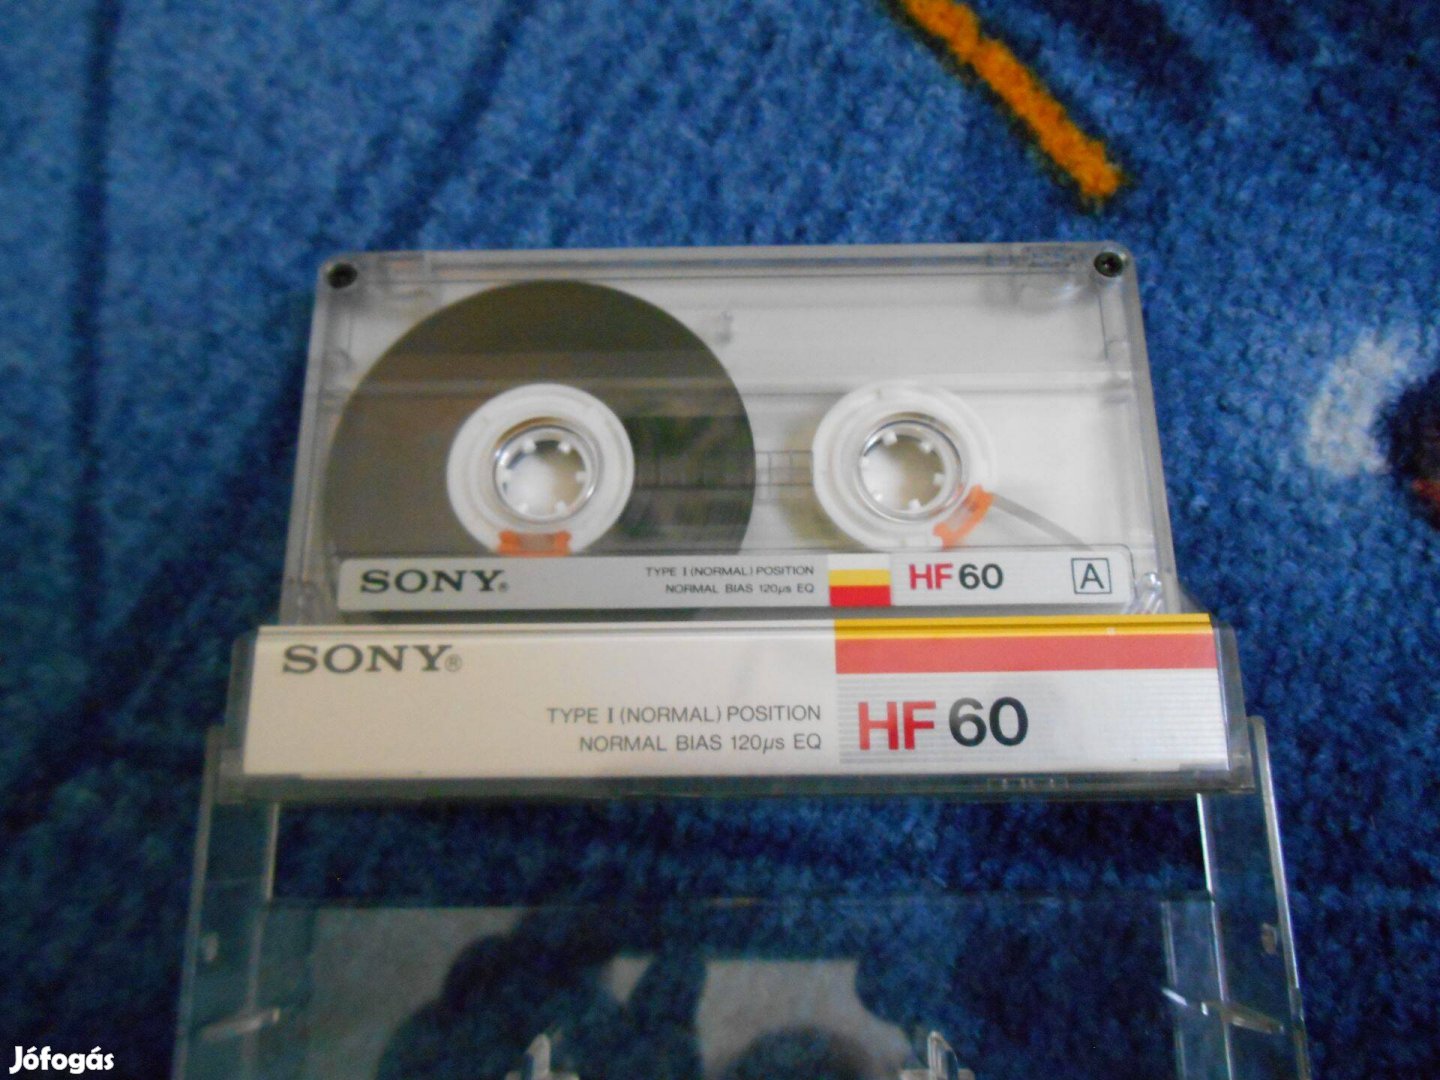 SONY®
TYPE I (NORMAL) POSITION
NORMAL BIAS 120µs EQ
HF 60
A
SONY®
TYPE I (NORMAL) POSITION
NORMAL BIAS 120µs EQ
HF 60
Jófogás